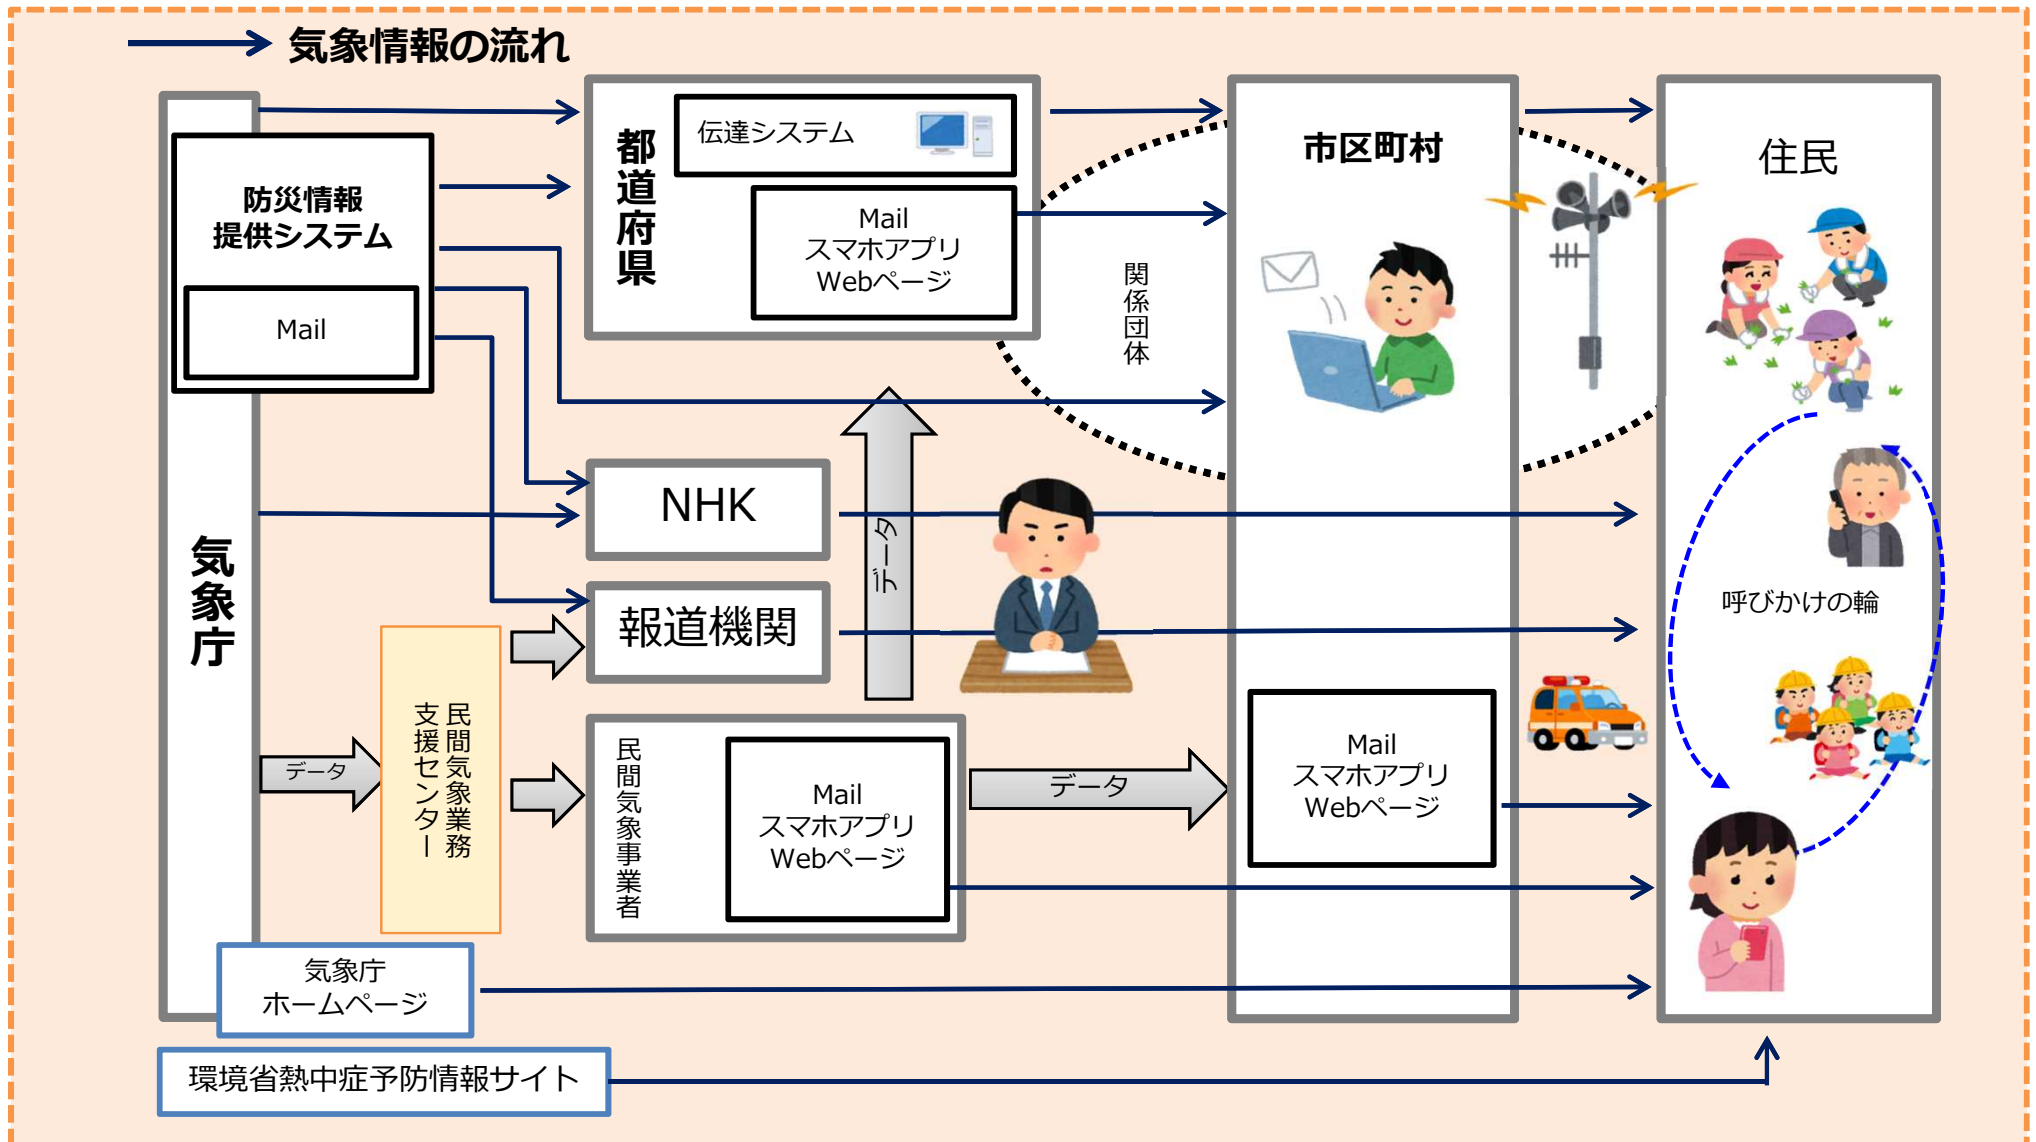 気象情報の流れ
防災情報
提供システム
Mail
気象庁
都道府県
伝達システム
Mail
スマホアプリ
Webページ
関係団体
市区町村
住民
NHK
報道機関
データ
データ
民間気象業務
支援センター
民間気象事業者
Mail
スマホアプリ
Webページ
データ
Mail
スマホアプリ
Webページ
呼びかけの輪
気象庁
ホームページ
環境省熱中症予防情報サイト